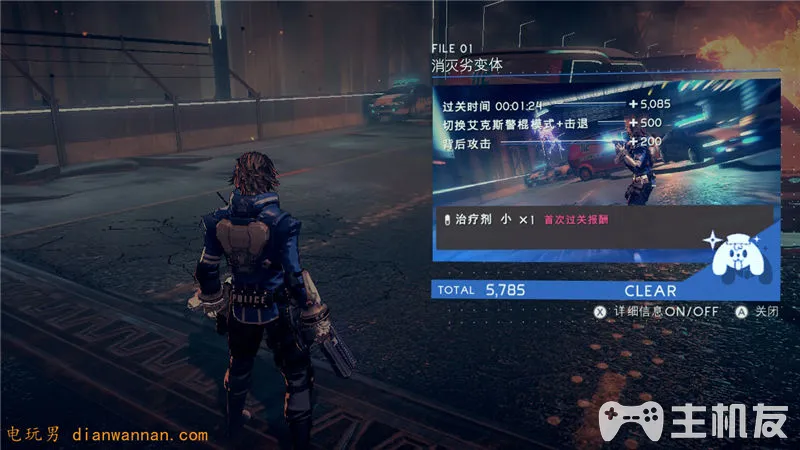 FILE 01
消灭劣变体
过关时间 00:01:24 +5,085
切换艾克斯警棍模式+击退 +500
背后攻击 +200
治疗剂 小 ×1 首次过关报酬
TOTAL 5,785 CLEAR
X 详细信息ON/OFF A 关闭
POLICE
电玩男 dianwannan.com
主机友